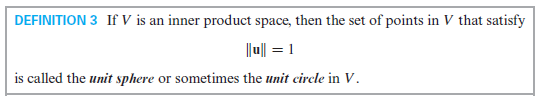 DEFINITION 3 If V is an inner product space, then the set of points in V that satisfy
‖u‖ = 1
is called the unit sphere or sometimes the unit circle in V.